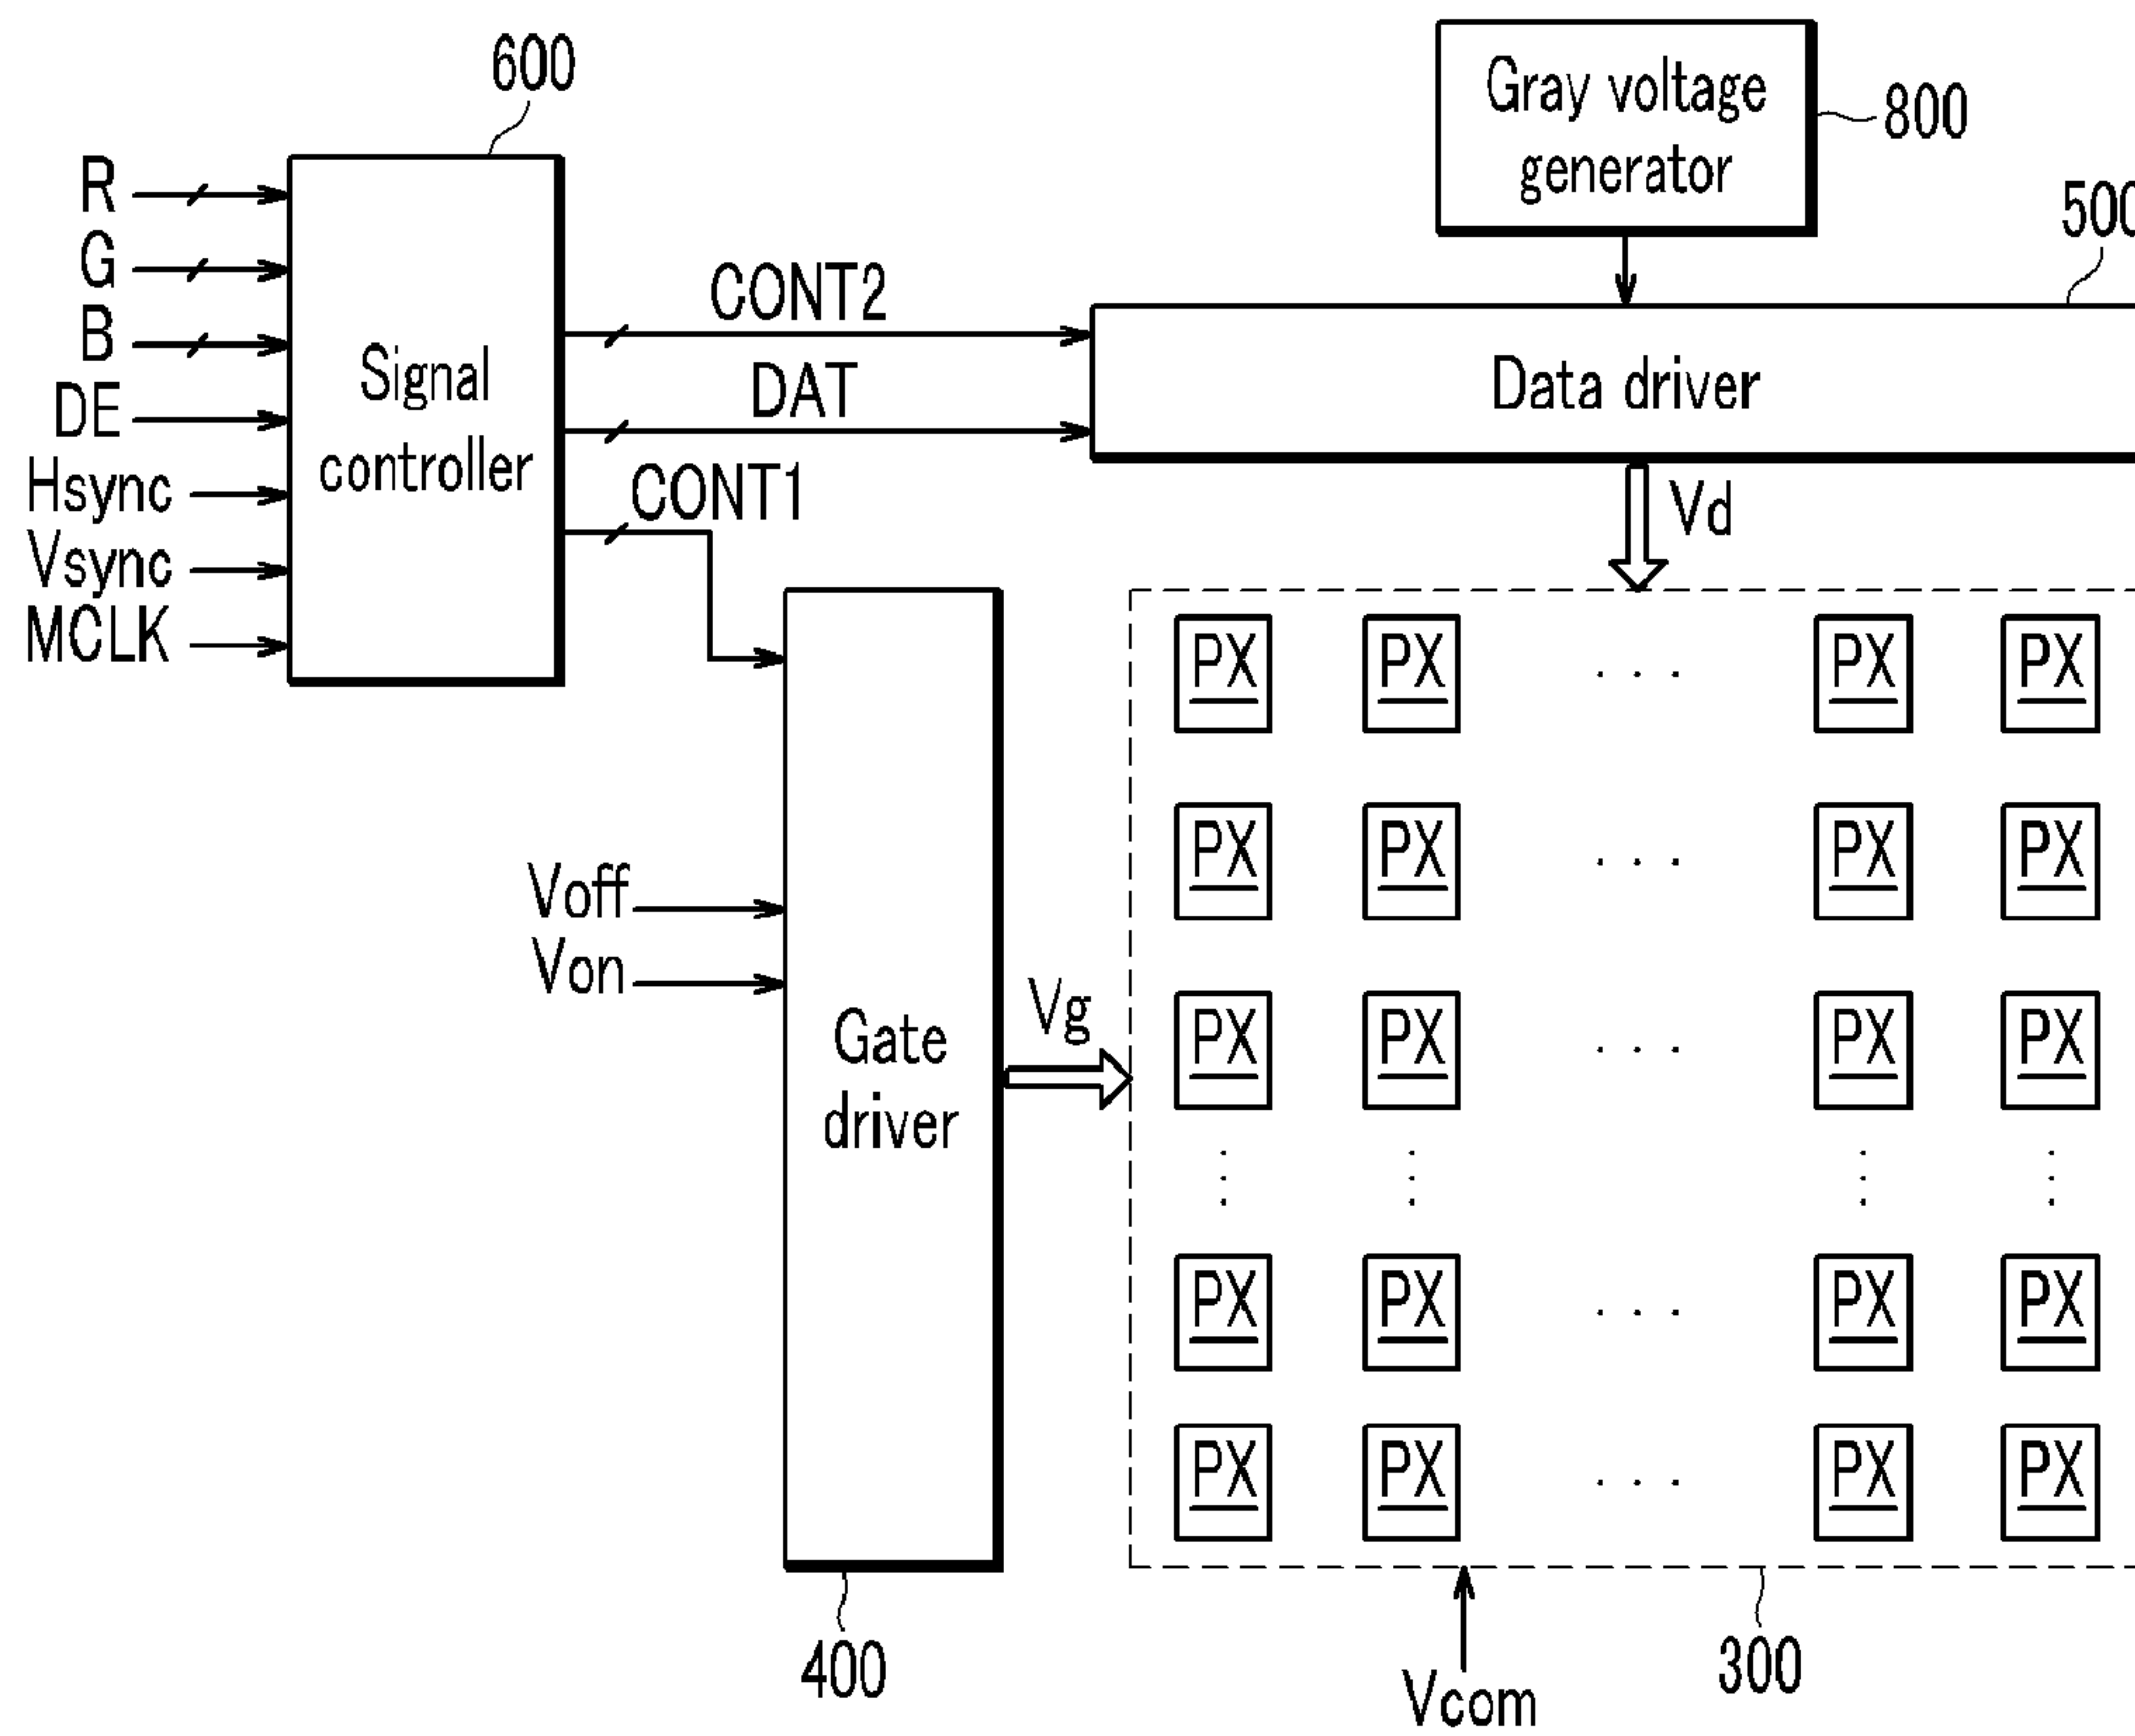 600
Gray voltage
generator
800
500
R
G
B
DE
Hsync
Vsync
MCLK
Signal
controller
CONT2
DAT
CONT1
Data driver
Vd
Voff
Von
Gate
driver
Vg
PX PX . . . PX PX
PX PX . . . PX PX
PX PX . . . PX PX
PX PX . . . PX PX
PX PX . . . PX PX
400
Vcom
300